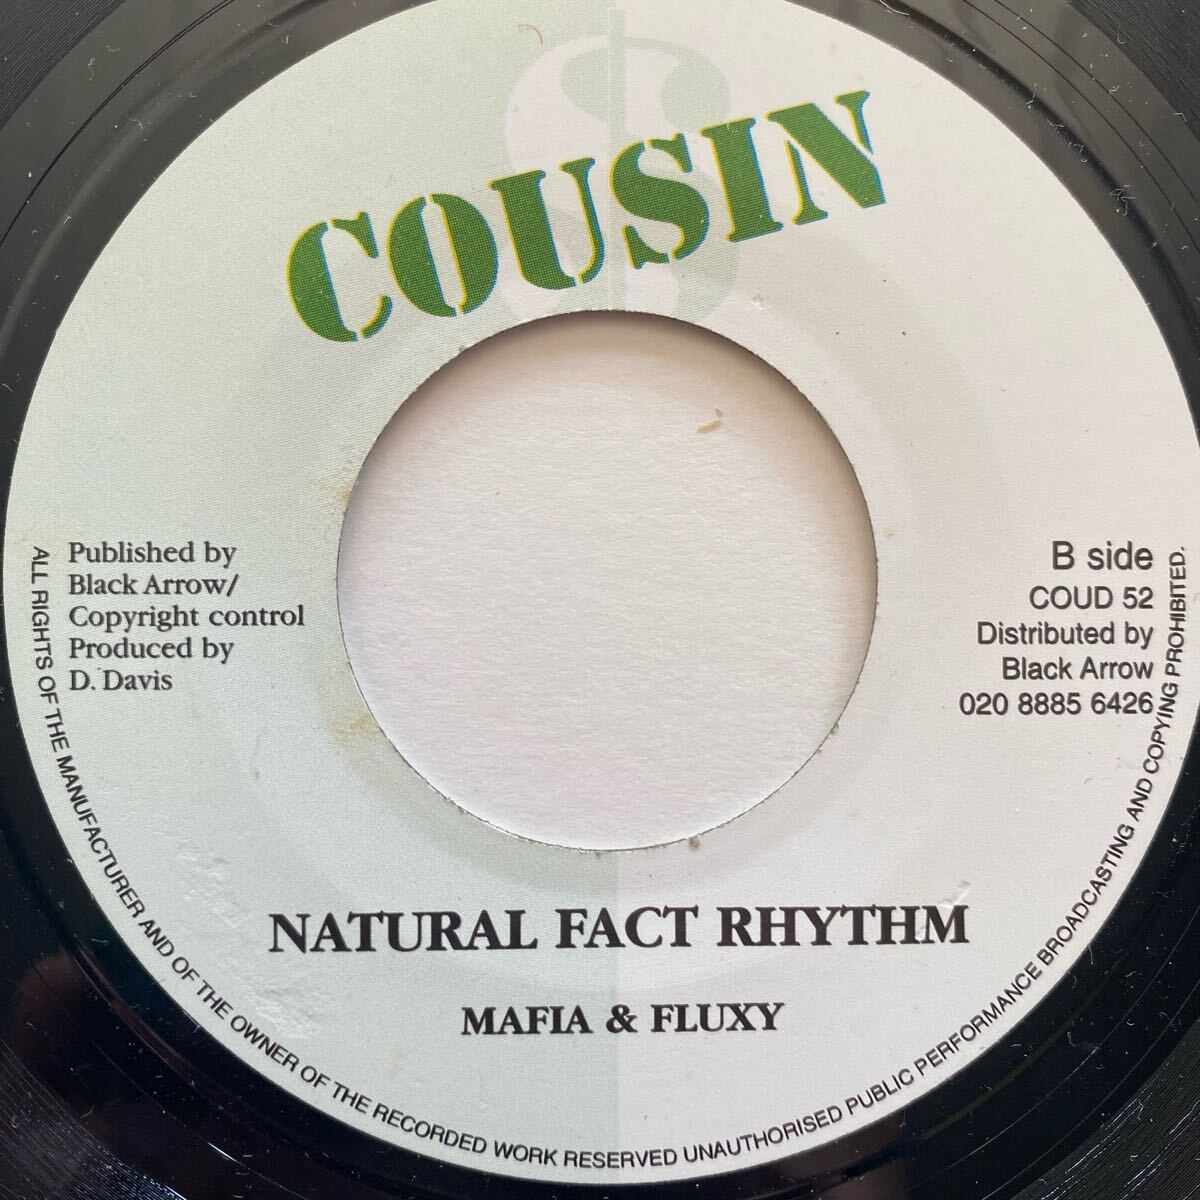 COUSIN
Published by
Black Arrow/
Copyright control
Produced by
D. Davis
B side
COUD 52
Distributed by
Black Arrow
020 8885 6426
NATURAL FACT RHYTHM
MAFIA & FLUXY
ALL RIGHTS OF THE MANUFACTURER AND OF THE OWNER OF THE RECORDED WORK RESERVED UNAUTHORISED PUBLIC PERFORMANCE BROADCASTING AND COPYING PROHIBITED.